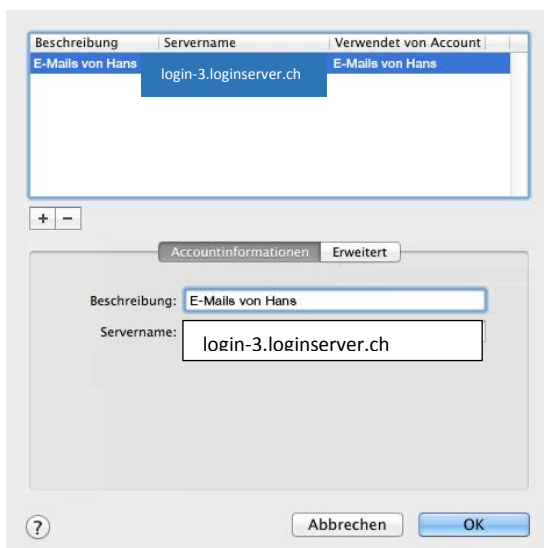 Beschreibung Servername Verwendet von Account
E-Mails von Hans login-3.loginserver.ch E-Mails von Hans
+ −
Accountinformationen Erweitert
Beschreibung: E-Mails von Hans
Servername: login-3.loginserver.ch
? Abbrechen OK